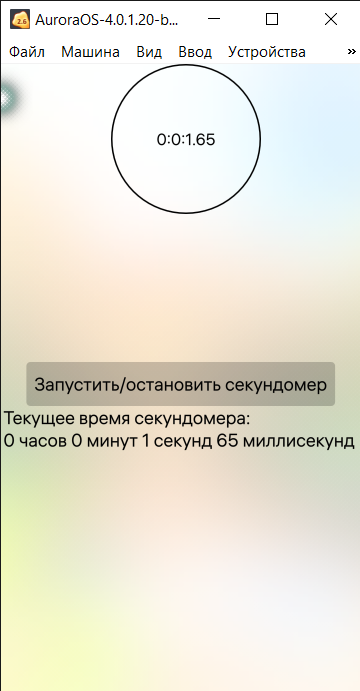 AuroraOS-4.0.1.20-b...
Файл Машина Вид Ввод Устройства »
0:0:1.65
Запустить/остановить секундомер
Текущее время секундомера:
0 часов 0 минут 1 секунд 65 миллисекунд